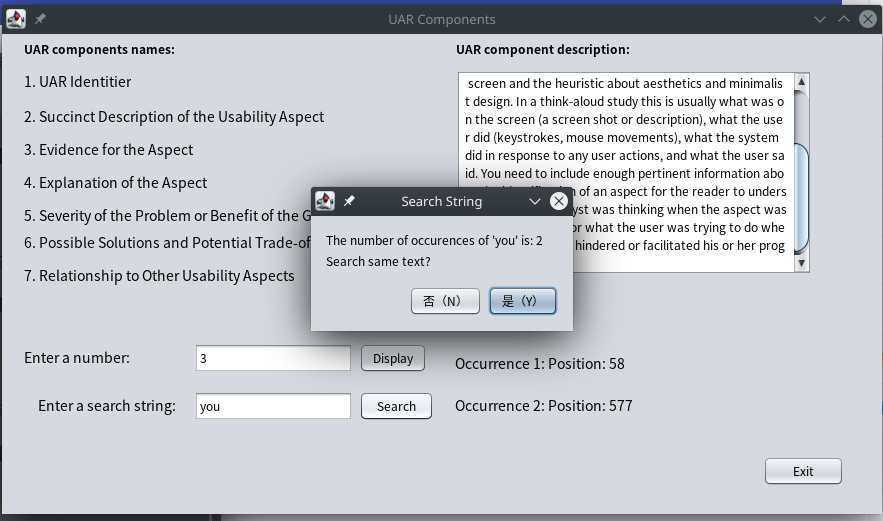 UAR Components
UAR components names:
UAR component description:
1. UAR Identitier
2. Succinct Description of the Usability Aspect
3. Evidence for the Aspect
4. Explanation of the Aspect
5. Severity of the Problem or Benefit of the G
6. Possible Solutions and Potential Trade-of
7. Relationship to Other Usability Aspects
screen and the heuristic about aesthetics and minimalis
t design. In a think-aloud study this is usually what was o
n the screen (a screen shot or description), what the use
r did (keystrokes, mouse movements), what the system
did in response to any user actions, and what the user sa
id. You need to include enough pertinent information abo
of an aspect for the reader to unders
yst was thinking when the aspect was
or what the user was trying to do whe
hindered or facilitated his or her prog
Search String
The number of occurences of 'you' is: 2
Search same text?
否（N）
是（Y）
Enter a number:
3
Display
Occurrence 1: Position: 58
Enter a search string:
you
Search
Occurrence 2: Position: 577
Exit